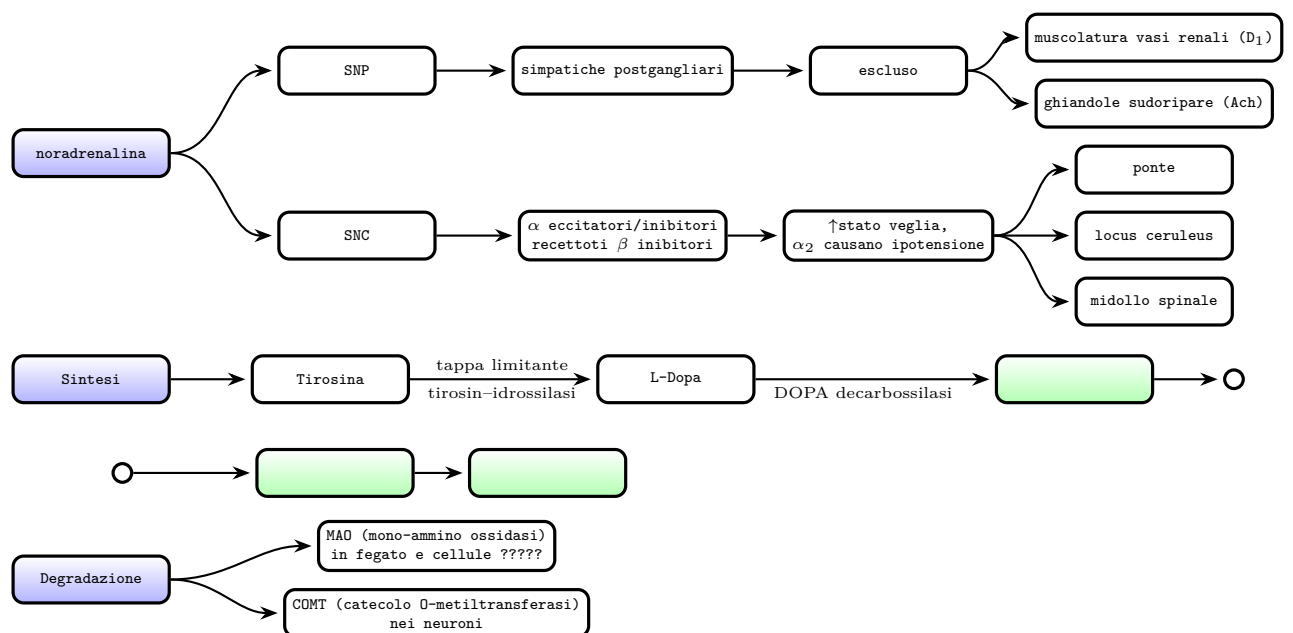 noradrenalina
SNP
simpatiche postgangliari
escluso
muscolatura vasi renali (D₁)
ghiandole sudoripare (Ach)
SNC
α eccitatori/inibitori
recettoti β inibitori
↑stato veglia,
α₂ causano ipotensione
ponte
locus ceruleus
midollo spinale
Sintesi
Tirosina
tappa limitante
tirosin–idrossilasi
L-Dopa
DOPA decarbossilasi
Degradazione
MAO (mono-ammino ossidasi)
in fegato e cellule ?????
COMT (catecolo O-metiltransferasi)
nei neuroni